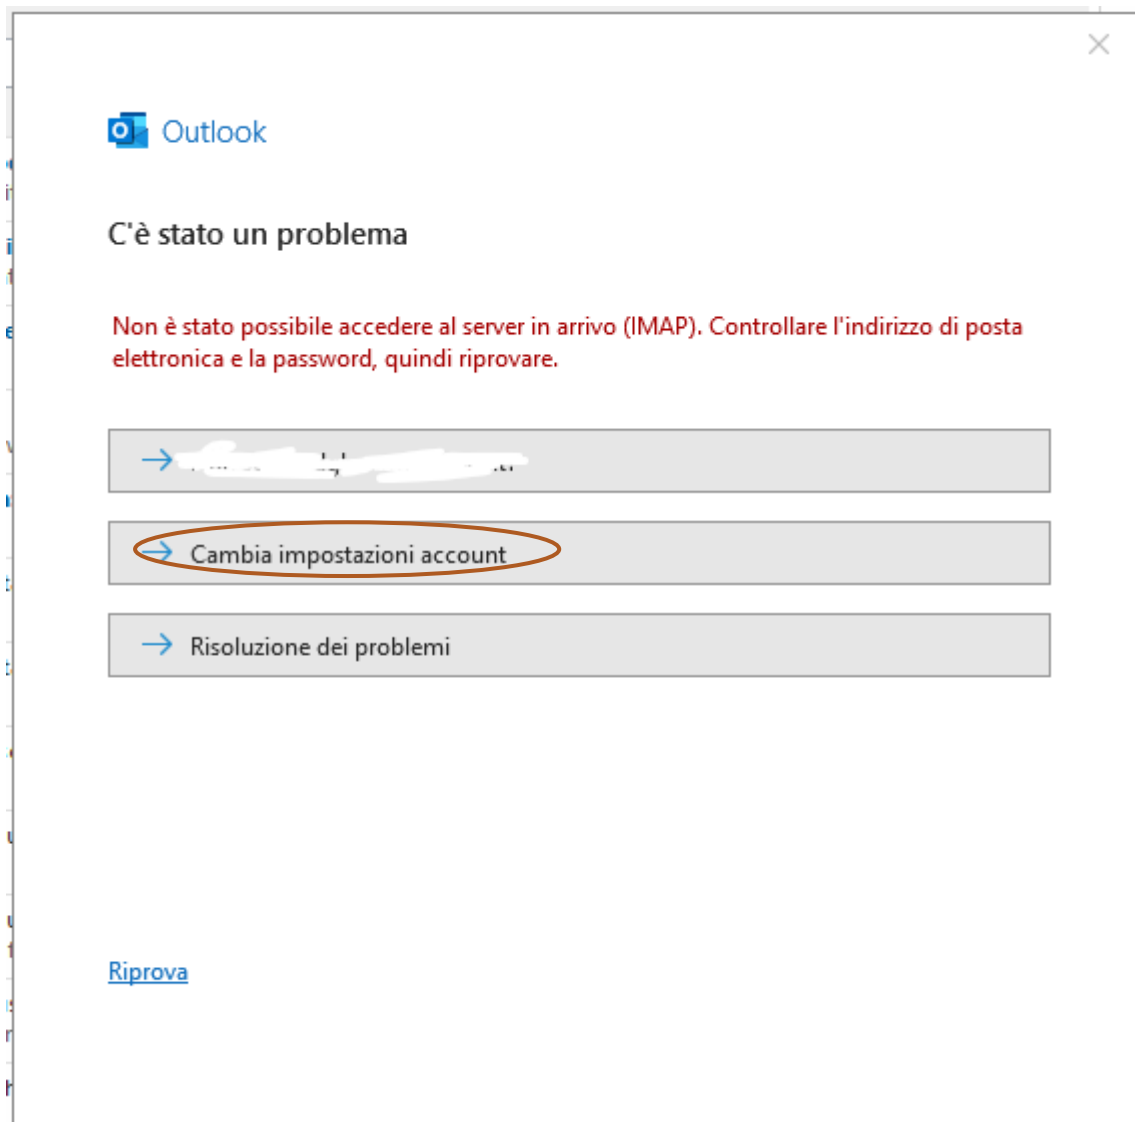 Outlook
C'è stato un problema
Non è stato possibile accedere al server in arrivo (IMAP). Controllare l'indirizzo di posta
elettronica e la password, quindi riprovare.
Cambia impostazioni account
Risoluzione dei problemi
Riprova